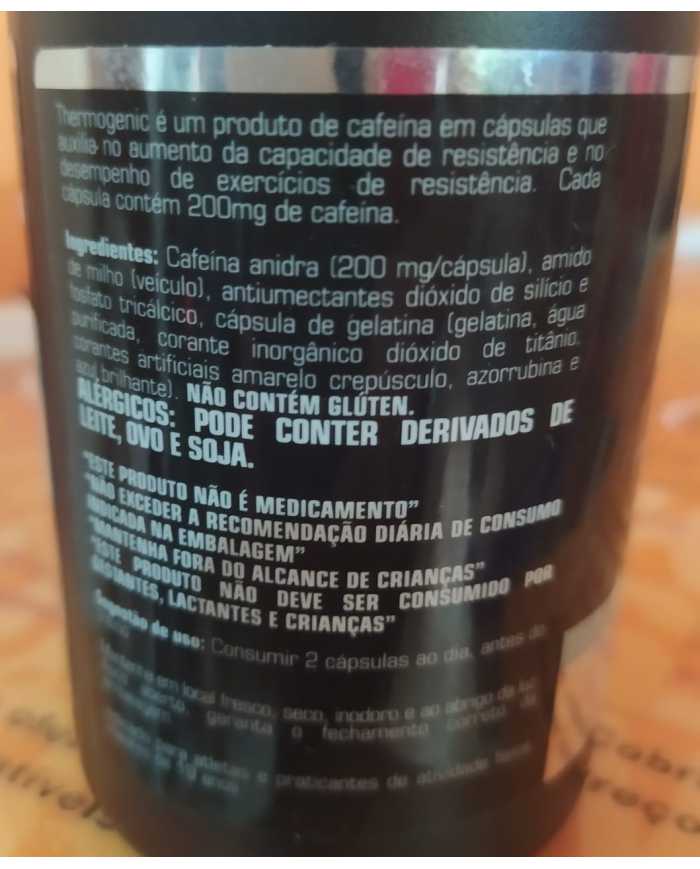 Thermogenic é um produto de cafeína em cápsulas que
auxilia no aumento da capacidade de resistência e no
desempenho de exercícios de resistência. Cada
cápsula contém 200mg de cafeína.
Ingredientes: Cafeína anidra (200 mg/cápsula), amido
de milho (veículo), antiumectantes dióxido de silício e
fosfato tricálcico, cápsula de gelatina (gelatina, água
purificada, corante inorgânico dióxido de titânio,
corantes artificiais amarelo crepúsculo, azorrubina e
azul brilhante). NÃO CONTÉM GLÚTEN.
ALÉRGICOS: PODE CONTER DERIVADOS DE
LEITE, OVO E SOJA.
"ESTE PRODUTO NÃO É MEDICAMENTO"
"NÃO EXCEDER A RECOMENDAÇÃO DIÁRIA DE CONSUMO
INDICADA NA EMBALAGEM"
"MANTENHA FORA DO ALCANCE DE CRIANÇAS"
"ESTE PRODUTO NÃO DEVE SER CONSUMIDO POR
GESTANTES, LACTANTES E CRIANÇAS"
Sugestão de uso: Consumir 2 cápsulas ao dia, antes do
em local fresco, seco, inodoro e ao abrigo da luz
aberto, garanta o fechamento correto da
embalagem.
para atletas e praticantes de atividade física
19 anos